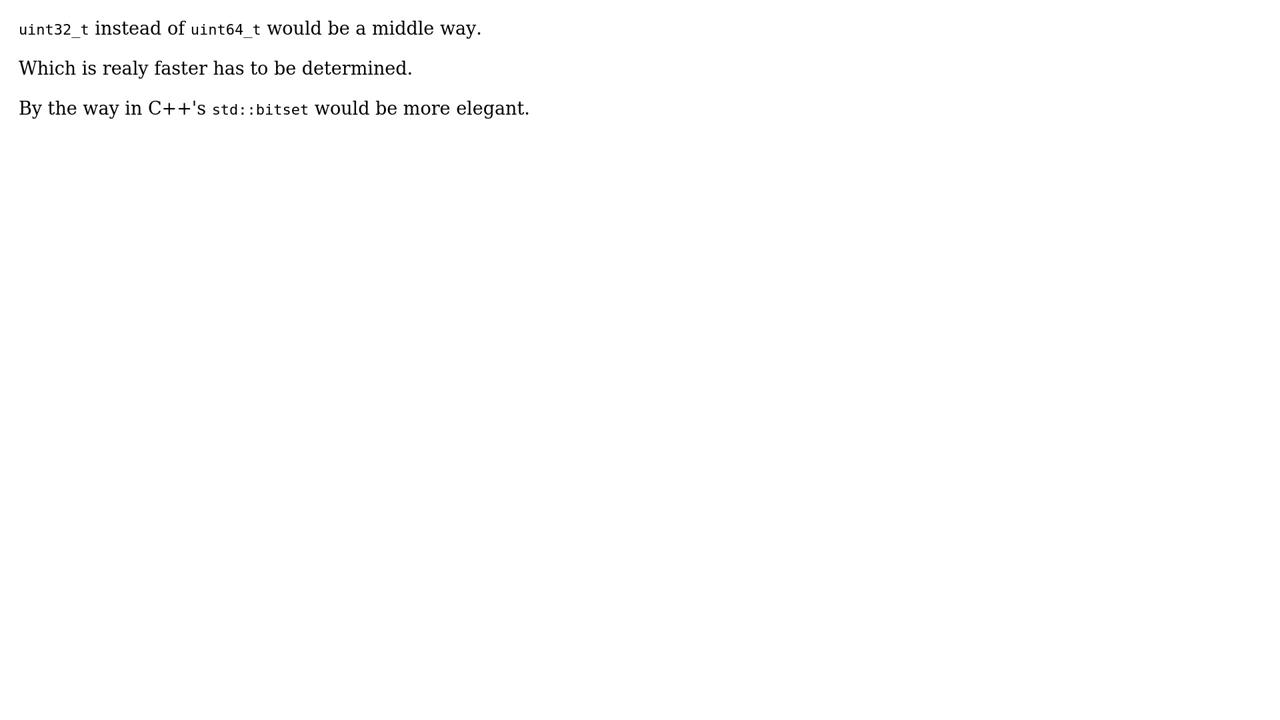 uint32_t instead of uint64_t would be a middle way.
Which is realy faster has to be determined.
By the way in C++'s std::bitset would be more elegant.